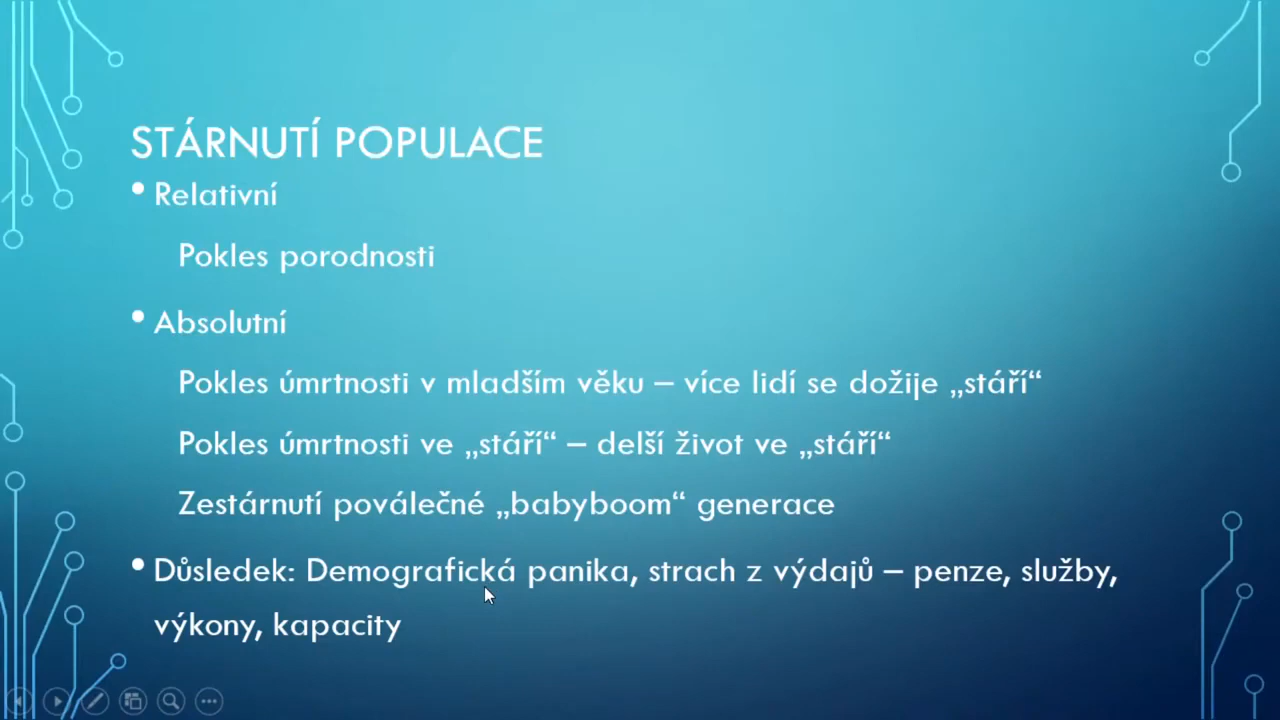 STÁRNUTÍ POPULACE
• Relativní
Pokles porodnosti
• Absolutní
Pokles úmrtnosti v mladším věku – více lidí se dožije „stáří“
Pokles úmrtnosti ve „stáří“ – delší život ve „stáří“
Zestárnutí poválečné „babyboom“ generace
• Důsledek: Demografická panika, strach z výdajů – penze, služby,
výkony, kapacity